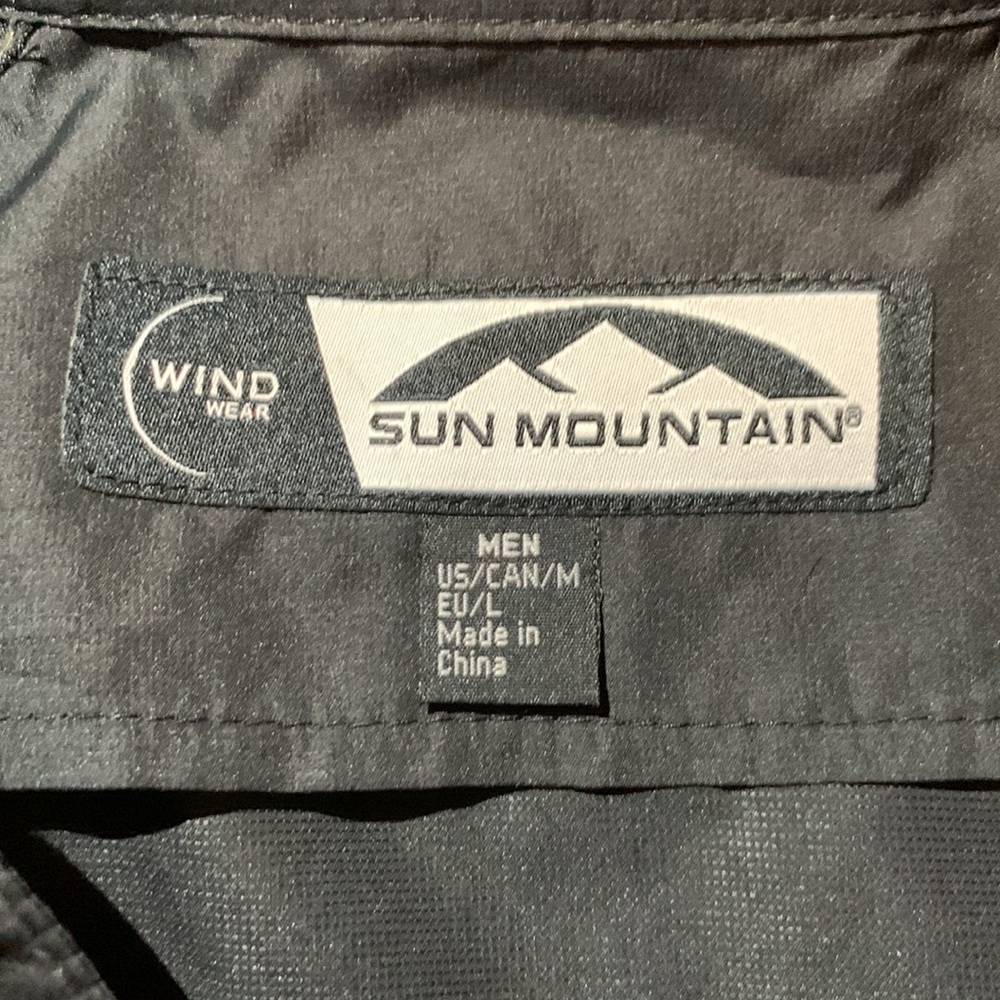 WIND
WEAR
SUN MOUNTAIN®
MEN
US/CAN/M
EU/L
Made in
China